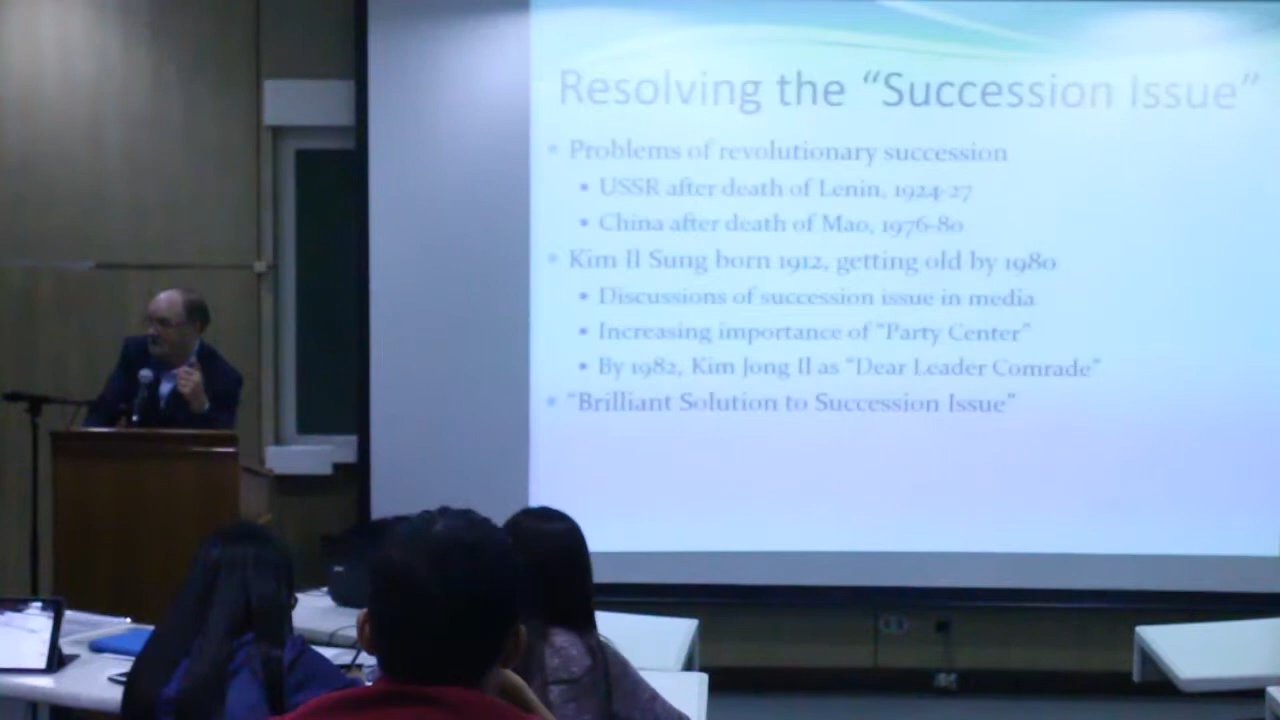 Resolving the “Succession Issue”
• Problems of revolutionary succession
• USSR after death of Lenin, 1924-27
• China after death of Mao, 1976-80
• Kim Il Sung born 1912, getting old by 1980
• Discussions of succession issue in media
• Increasing importance of “Party Center”
• By 1982, Kim Jong Il as “Dear Leader Comrade”
• “Brilliant Solution to Succession Issue”